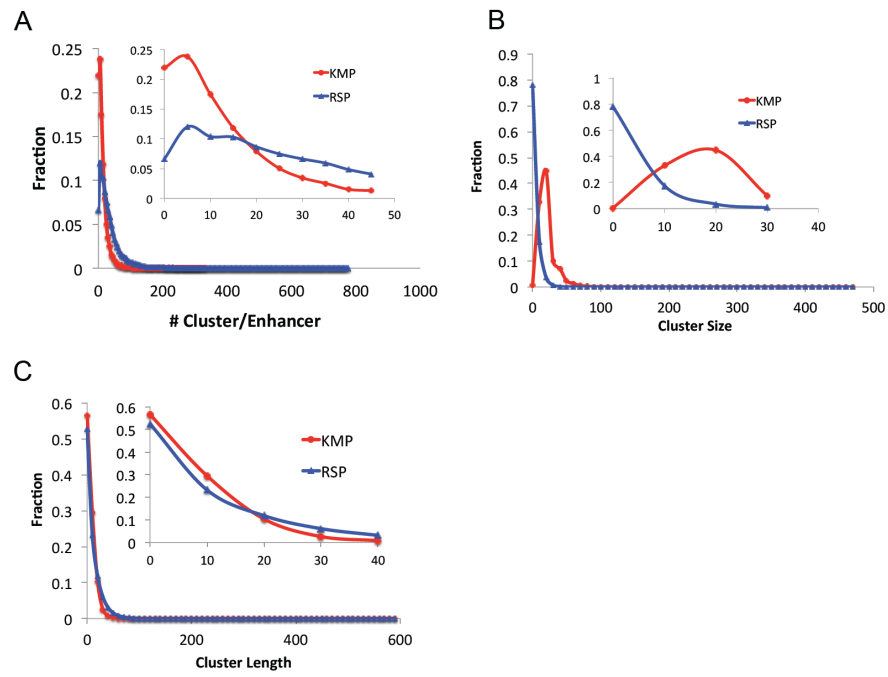 A
0.25
0.2
0.15
0.1
0.05
0
Fraction
0 200 400 600 800 1000
# Cluster/Enhancer
0.25
0.2
0.15
0.1
0.05
0
0 10 20 30 40 50
KMP
RSP
B
0.9
0.8
0.7
0.6
0.5
0.4
0.3
0.2
0.1
0
Fraction
0 100 200 300 400 500
Cluster Size
1
0.8
0.6
0.4
0.2
0
0 10 20 30 40
KMP
RSP
C
0.6
0.5
0.4
0.3
0.2
0.1
0
Fraction
0 200 400 600
Cluster Length
0.6
0.5
0.4
0.3
0.2
0.1
0
0 10 20 30 40
KMP
RSP